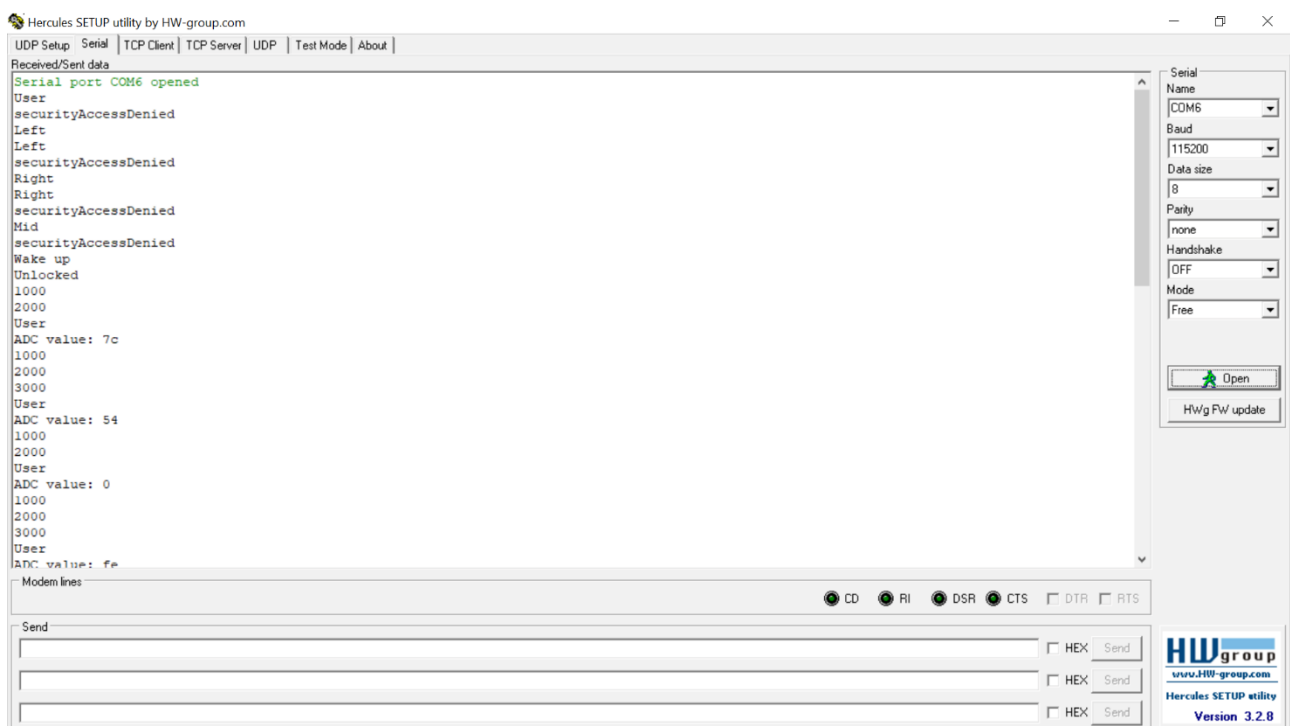 Hercules SETUP utility by HW-group.com
UDP Setup Serial TCP Client TCP Server UDP Test Mode About
Received/Sent data
Serial port COM6 opened
User
securityAccessDenied
Left
Left
securityAccessDenied
Right
Right
securityAccessDenied
Mid
securityAccessDenied
Wake up
Unlocked
1000
2000
User
ADC value: 7c
1000
2000
3000
User
ADC value: 54
1000
2000
User
ADC value: 0
1000
2000
3000
User
ADC value: fe
Serial
Name
COM6
Baud
115200
Data size
8
Parity
none
Handshake
OFF
Mode
Free
Open
HWg FW update
Modem lines
CD RI DSR CTS DTR RTS
Send
HEX Send
HEX Send
HEX Send
HW group
www.HW-group.com
Hercules SETUP utility
Version 3.2.8